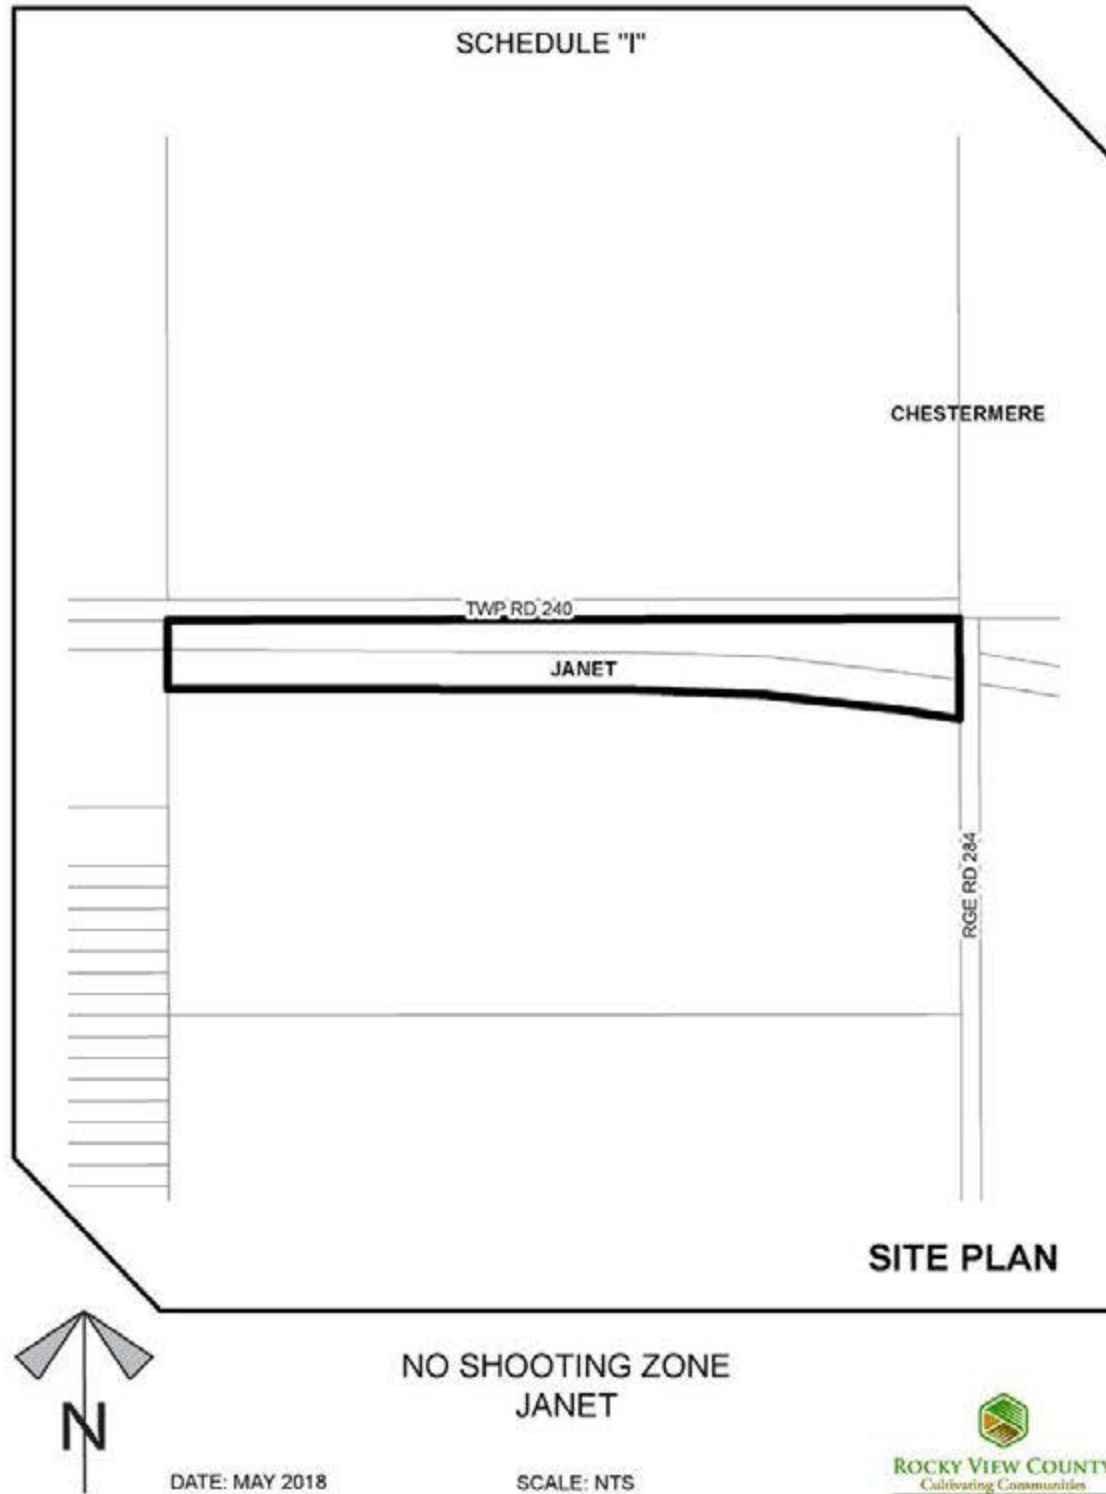 SCHEDULE "I"
CHESTERMERE
TWP RD 240
JANET
RGE RD 284
SITE PLAN
N
NO SHOOTING ZONE
JANET
DATE: MAY 2018
SCALE: NTS
ROCKY VIEW COUNTY
Cultivating Communities